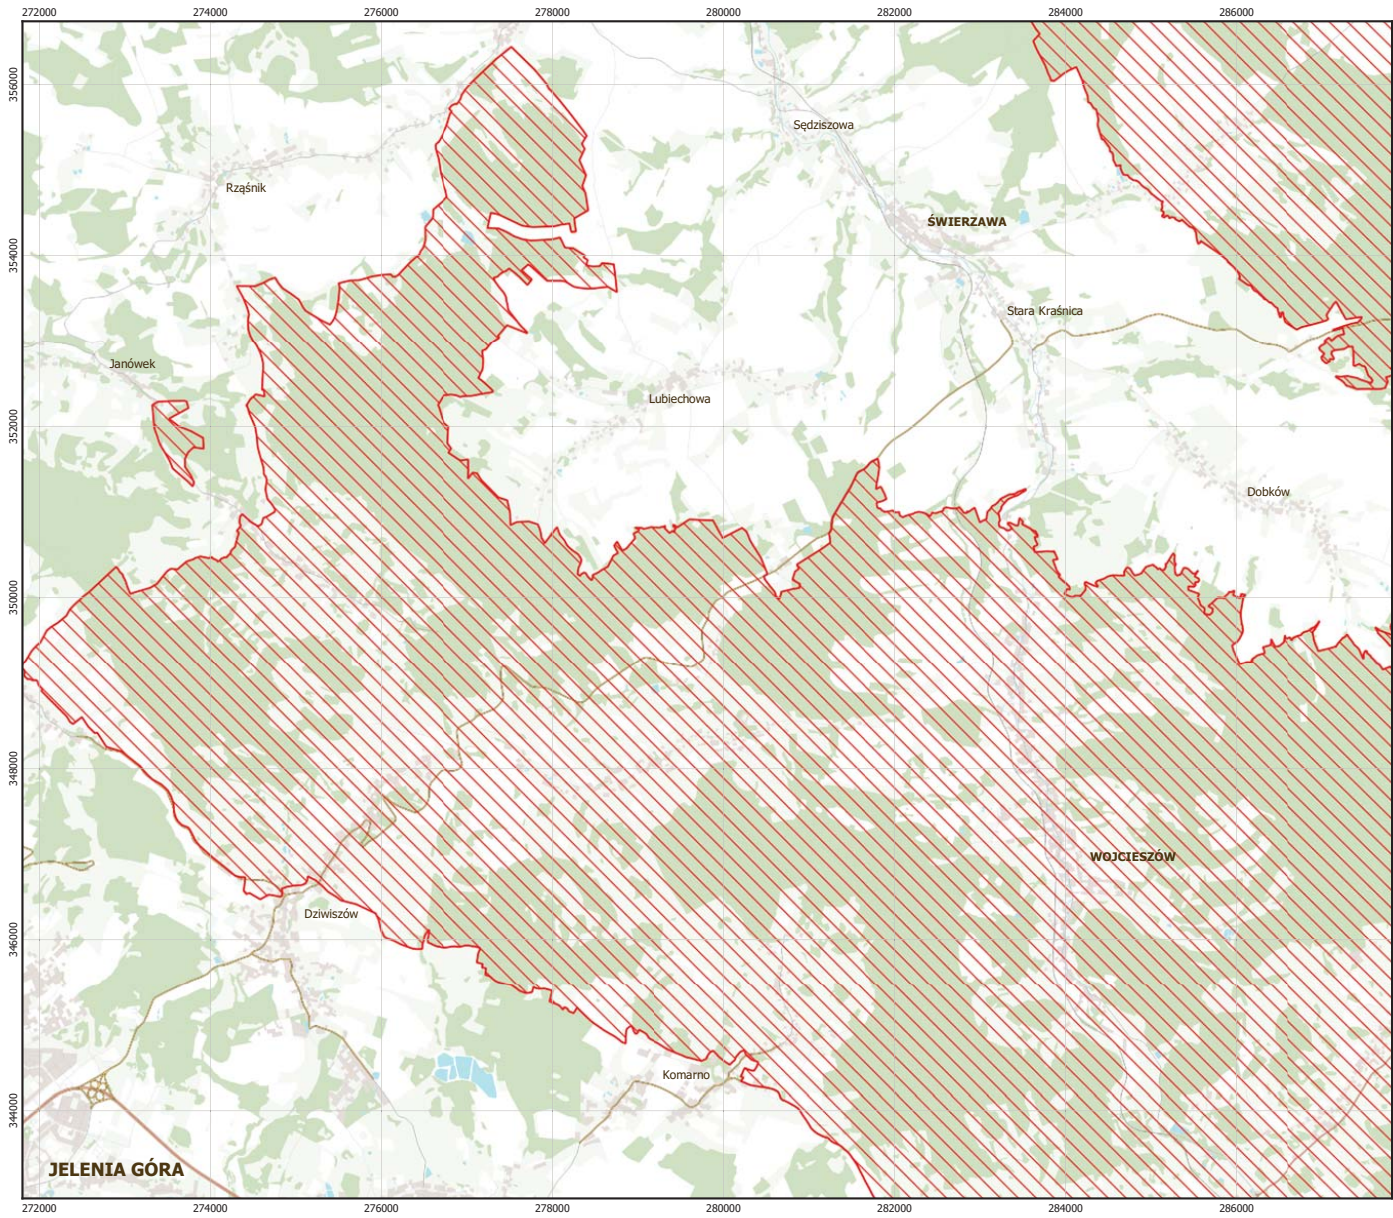 272000 274000 276000 278000 280000 282000 284000 286000
356000
Sędziszowa
Rząśnik
ŚWIERZAWA
354000
Stara Kraśnica
Janówek
Lubiechowa
352000
Dobków
350000
348000
WOJCIESZÓW
Dziwiszów
346000
Komarno
344000
JELENIA GÓRA
272000 274000 276000 278000 280000 282000 284000 286000